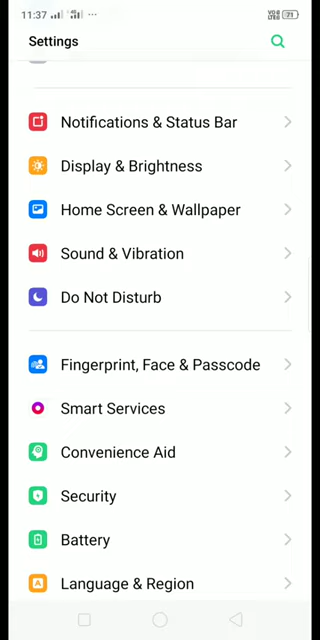 11:37
71
Settings
Notifications & Status Bar
Display & Brightness
Home Screen & Wallpaper
Sound & Vibration
Do Not Disturb
Fingerprint, Face & Passcode
Smart Services
Convenience Aid
Security
Battery
Language & Region